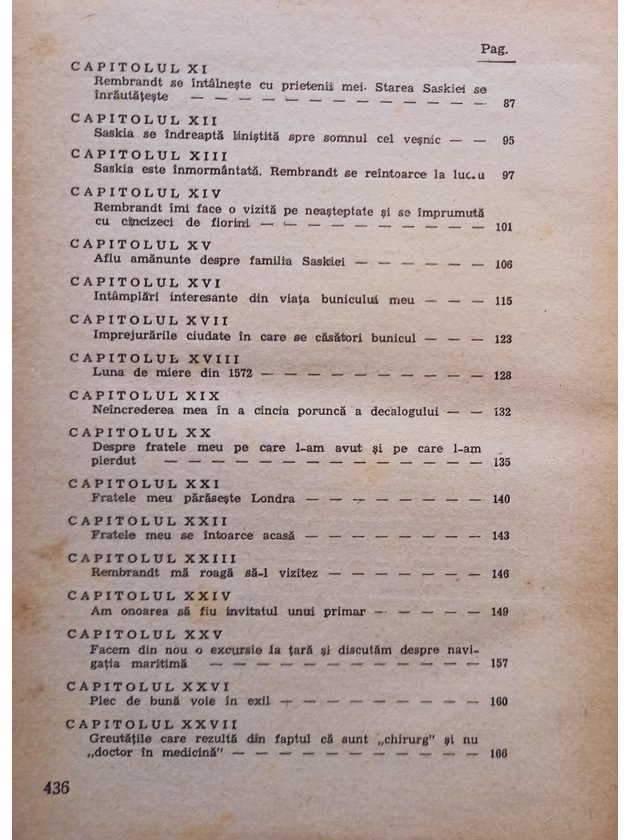 Pag.
CAPITOLUL XI
Rembrandt se întâlnește cu prietenii mei. Starea Saskiei se
înrăutățește — — — — — — — — — — — — 87
CAPITOLUL XII
Saskia se îndreaptă liniștită spre somnul cel veșnic — — 95
CAPITOLUL XIII
Saskia este înmormântată. Rembrandt se reîntoarce la lucru 97
CAPITOLUL XIV
Rembrandt îmi face o vizită pe neașteptate și se împrumută
cu cincizeci de florini — — — — — — — — — 101
CAPITOLUL XV
Aflu amănunte despre familia Saskiei — — — — — — 106
CAPITOLUL XVI
Intâmplări interesante din viața bunicului meu — — — 115
CAPITOLUL XVII
Imprejurările ciudate în care se căsători bunicul — — — 123
CAPITOLUL XVIII
Luna de miere din 1572 — — — — — — — — — — 128
CAPITOLUL XIX
Neîncrederea mea în a cincia poruncă a decalogului — — 132
CAPITOLUL XX
Despre fratele meu pe care l-am avut și pe care l-am
pierdut — — — — — — — — — — — — — 135
CAPITOLUL XXI
Fratele meu părăsește Londra — — — — — — — — 140
CAPITOLUL XXII
Fratele meu se întoarce acasă — — — — — — — — 143
CAPITOLUL XXIII
Rembrandt mă roagă să-l vizitez — — — — — — — 146
CAPITOLUL XXIV
Am onoarea să fiu invitatul unui primar — — — — — 149
CAPITOLUL XXV
Facem din nou o excursie la țară și discutăm despre navi-
gația maritimă — — — — — — — — — — — 157
CAPITOLUL XXVI
Plec de bună voie în exil — — — — — — — — — 160
CAPITOLUL XXVII
Greutățile care rezultă din faptul că sunt „chirurg" și nu
„doctor în medicină" — — — — — — — — — — 166
436